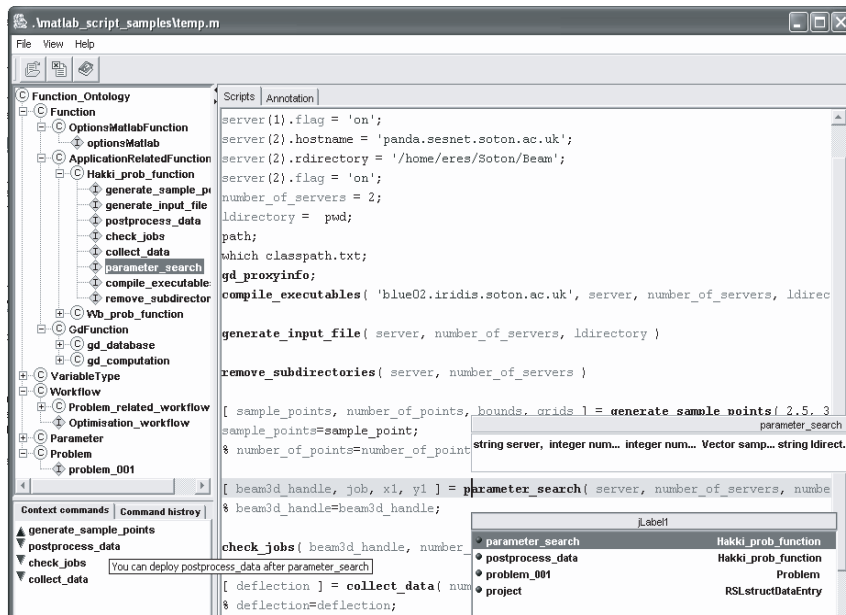 .\matlab_script_samples\temp.m
File View Help
Function_Ontology
Function
OptionsMatlabFunction
optionsMatlab
ApplicationRelatedFunction
Hakki_prob_function
generate_sample_po
generate_input_file
postprocess_data
check_jobs
collect_data
parameter_search
compile_executable
remove_subdirector
Wb_prob_function
GdFunction
gd_database
gd_computation
VariableType
Workflow
Problem_related_workflow
Optimisation_workflow
Parameter
Problem
problem_001
Context commands Command histroy
generate_sample_points
postprocess_data
check_jobs
collect_data
You can deploy postprocess_data after parameter_search
Scripts Annotation
server(1).flag = 'on';
server(2).hostname = 'panda.sesnet.soton.ac.uk';
server(2).rdirectory = '/home/eres/Soton/Beam';
server(2).flag = 'on';
number_of_servers = 2;
ldirectory = pwd;
path;
which classpath.txt;
gd_proxyinfo;
compile_executables( 'blue02.iridis.soton.ac.uk', server, number_of_servers, ldirec
generate_input_file( server, number_of_servers, ldirectory )
remove_subdirectories( server, number_of_servers )
[ sample_points, number_of_points, bounds, grids ] = generate_sample_points( 2.5, 3
sample_points=sample_point;
% number_of_points=number_of_point
parameter_search
string server, integer num... integer num... Vector samp... string ldirect.
[ beam3d_handle, job, x1, y1 ] = parameter_search( server, number_of_servers, numbe
% beam3d_handle=beam3d_handle;
check_jobs( beam3d_handle, number_
[ deflection ] = collect_data( num
% deflection=deflection;
jLabel1
parameter_search Hakki_prob_function
postprocess_data Hakki_prob_function
problem_001 Problem
project RSLstructDataEntry